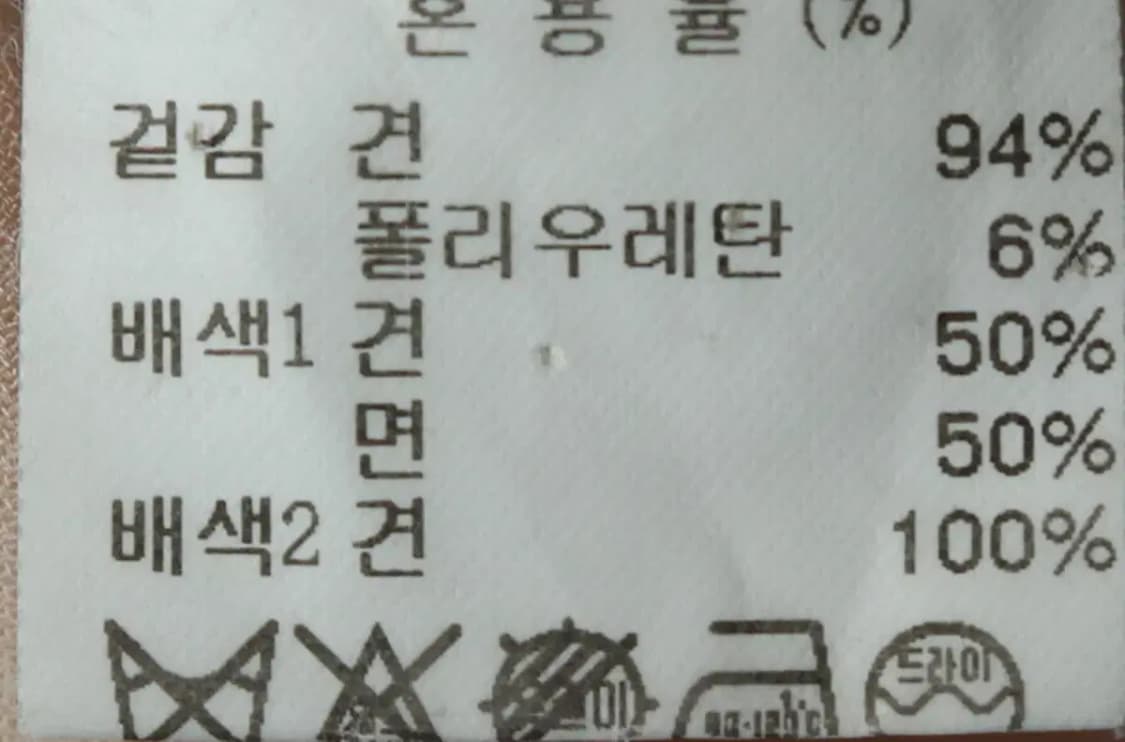 혼 용 율 (%)
겉감 견 94%
폴리우레탄 6%
배색1 견 50%
면 50%
배색2 견 100%
드라이